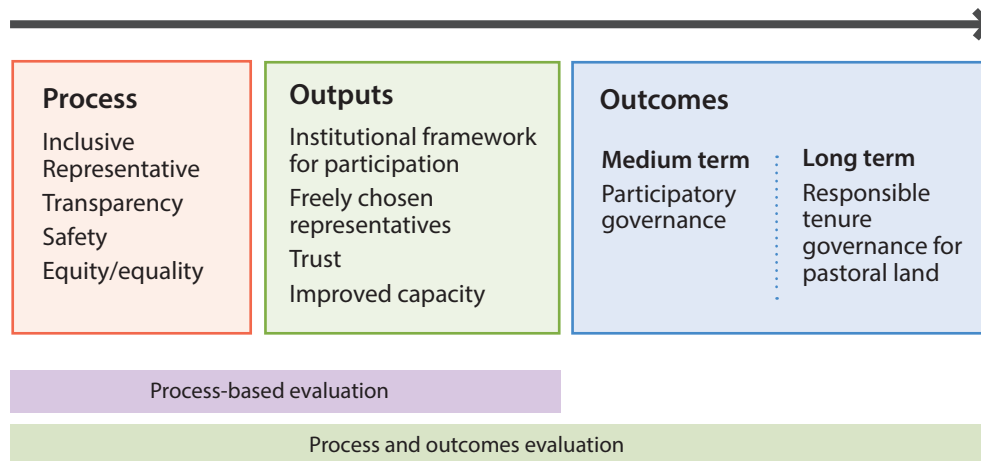 Process
Inclusive
Representative
Transparency
Safety
Equity/equality
Outputs
Institutional framework
for participation
Freely chosen
representatives
Trust
Improved capacity
Outcomes
Medium term
Participatory
governance
Long term
Responsible
tenure
governance for
pastoral land
Process-based evaluation
Process and outcomes evaluation